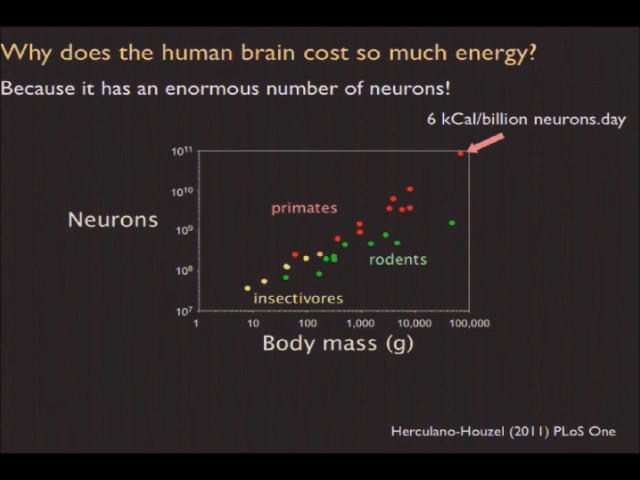 Why does the human brain cost so much energy?
Because it has an enormous number of neurons!
6 kCal/billion neurons.day
10¹¹
10¹⁰
primates
Neurons
10⁹
rodents
10⁸
insectivores
10⁷
1
10
100
1,000
10,000
100,000
Body mass (g)
Herculano-Houzel (2011) PLoS One